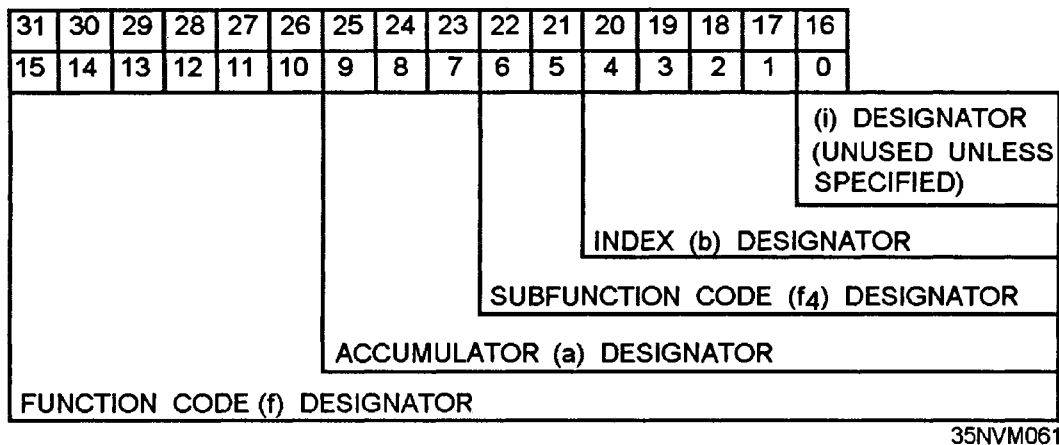 31 30 29 28 27 26 25 24 23 22 21 20 19 18 17 16
15 14 13 12 11 10 9 8 7 6 5 4 3 2 1 0
(i) DESIGNATOR
(UNUSED UNLESS
SPECIFIED)
INDEX (b) DESIGNATOR
SUBFUNCTION CODE (f4) DESIGNATOR
ACCUMULATOR (a) DESIGNATOR
FUNCTION CODE (f) DESIGNATOR
35NVM061